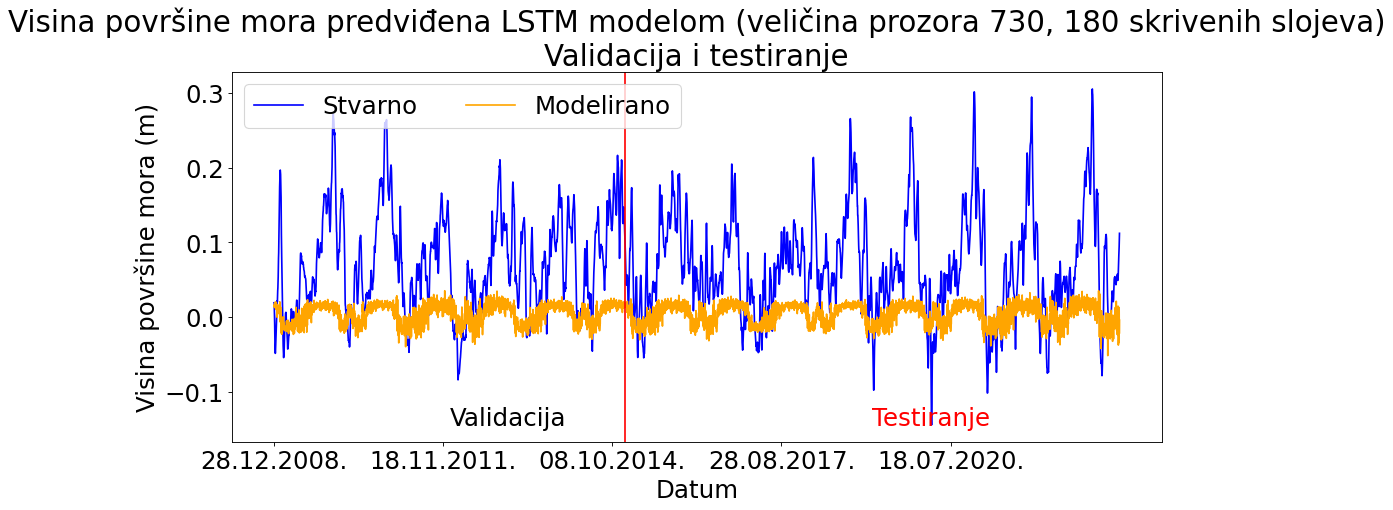 Visina površine mora predviđena LSTM modelom (veličina prozora 730, 180 skrivenih slojeva)
Validacija i testiranje
Stvarno
Modelirano
Visina površine mora (m)
0.3
0.2
0.1
0.0
−0.1
Validacija
Testiranje
28.12.2008.
18.11.2011.
08.10.2014.
28.08.2017.
18.07.2020.
Datum